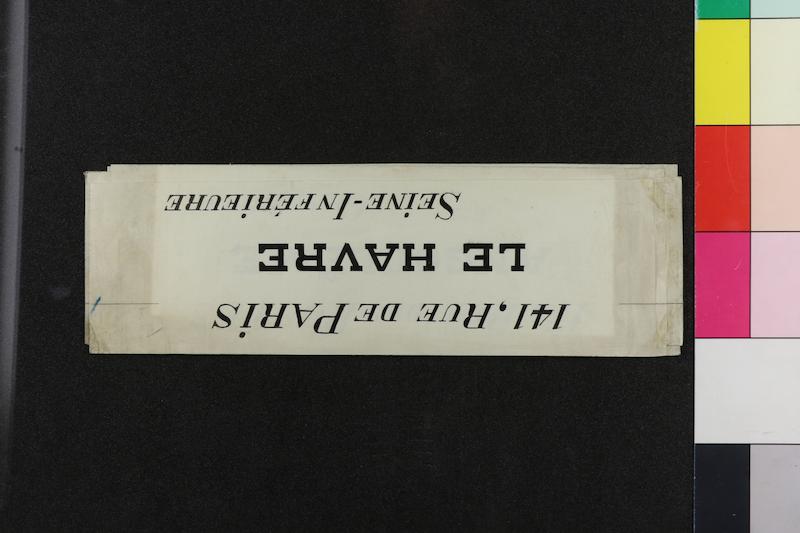 141, RUE DE PARIS
LE HAVRE
SEINE-INFÉRIEURE